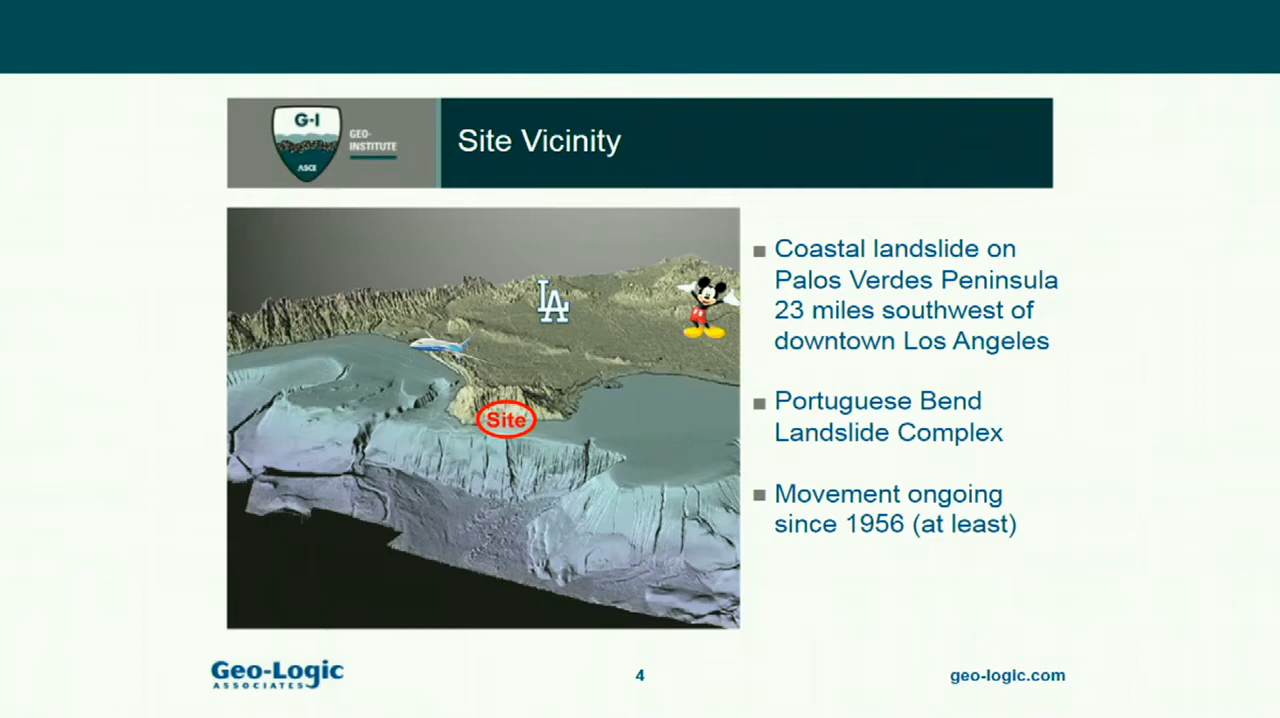 G-I
GEO-
INSTITUTE
ASCE
Site Vicinity
LA
Site
Coastal landslide on
Palos Verdes Peninsula
23 miles southwest of
downtown Los Angeles
Portuguese Bend
Landslide Complex
Movement ongoing
since 1956 (at least)
Geo-Logic
ASSOCIATES
4
geo-logic.com